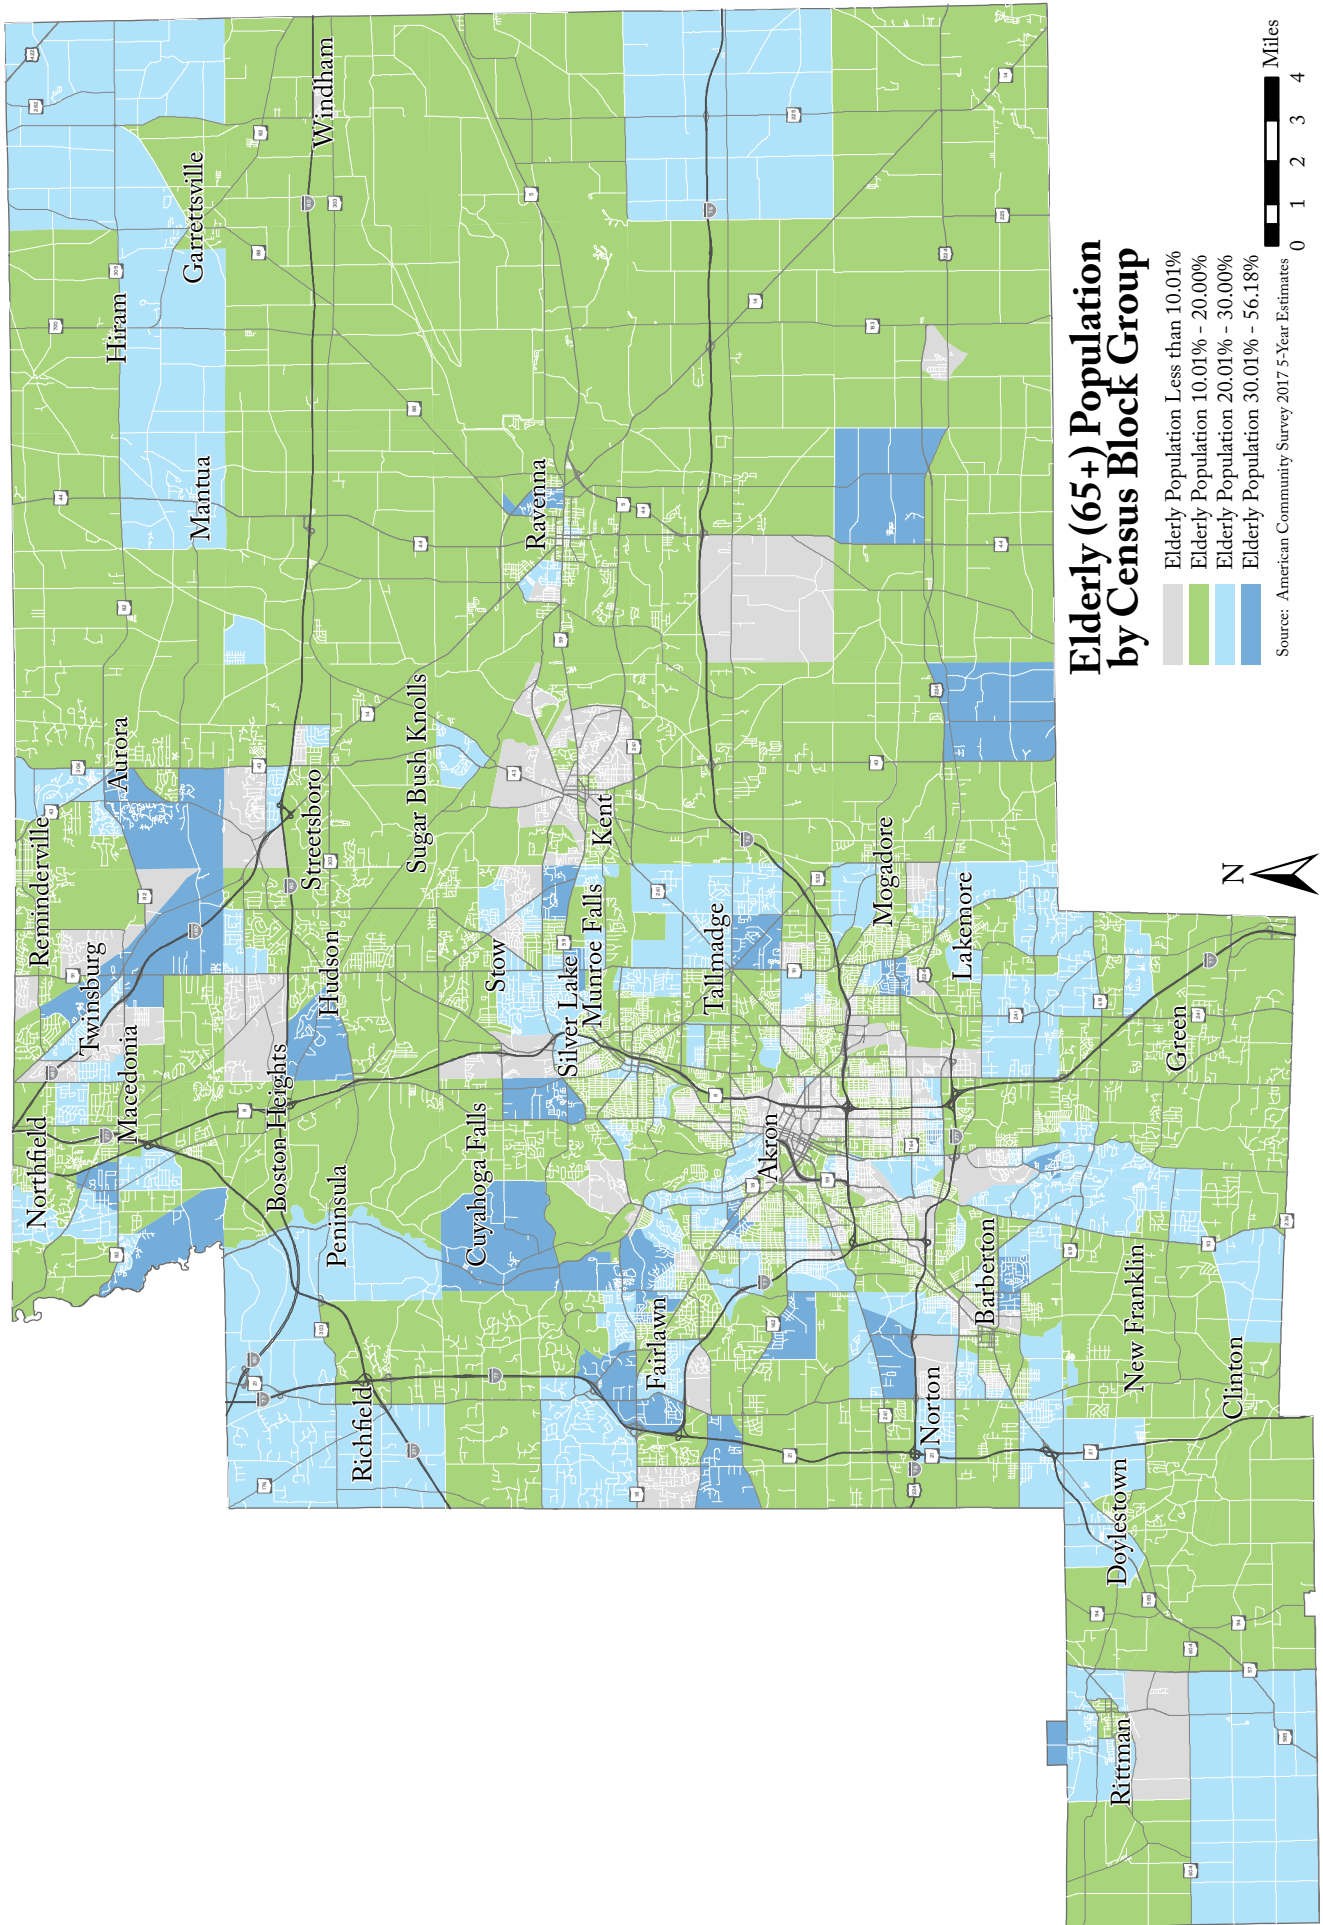 Elderly (65+) Population
by Census Block Group
Elderly Population Less than 10.01%
Elderly Population 10.01% - 20.00%
Elderly Population 20.01% - 30.00%
Elderly Population 30.01% - 56.18%
Source: American Community Survey 2017 5-Year Estimates
0 1 2 3 4 Miles
N
Northfield
Macedonia
Twinsburg
Reminderville
Aurora
Mantua
Hiram
Garrettsville
Windham
Boston Heights
Hudson
Streetsboro
Peninsula
Richfield
Sugar Bush Knolls
Cuyahoga Falls
Stow
Silver Lake
Munroe Falls
Kent
Ravenna
Fairlawn
Tallmadge
Akron
Mogadore
Lakemore
Norton
Barberton
New Franklin
Green
Clinton
Doylestown
Rittman